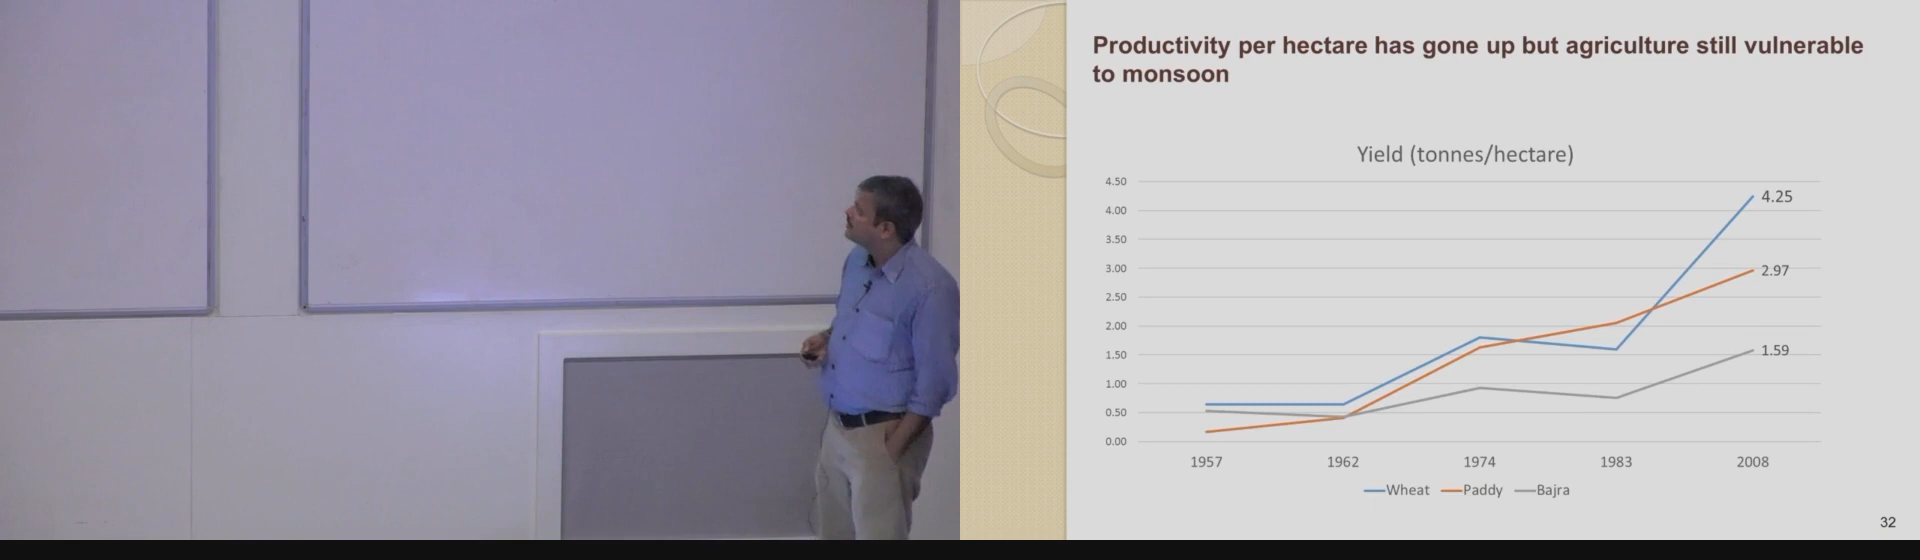 Productivity per hectare has gone up but agriculture still vulnerable
to monsoon
Yield (tonnes/hectare)
4.50
4.00
3.50
3.00
2.50
2.00
1.50
1.00
0.50
0.00
4.25
2.97
1.59
1957 1962 1974 1983 2008
Wheat Paddy Bajra
32